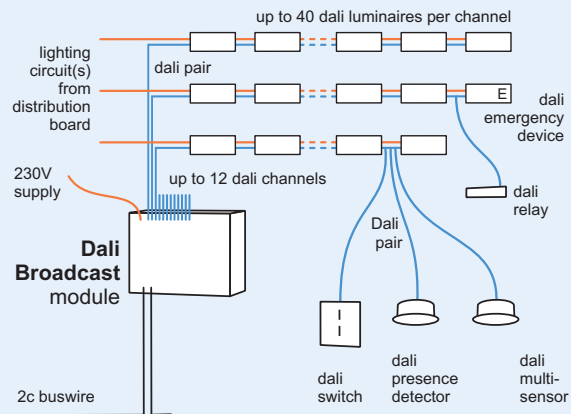 up to 40 dali luminaires per channel
lighting
circuit(s)
from
distribution
board
dali pair
E
dali
emergency
device
230V
supply
up to 12 dali channels
dali
relay
Dali
pair
Dali
Broadcast
module
dali
switch
dali
presence
detector
dali
multi-
sensor
2c buswire